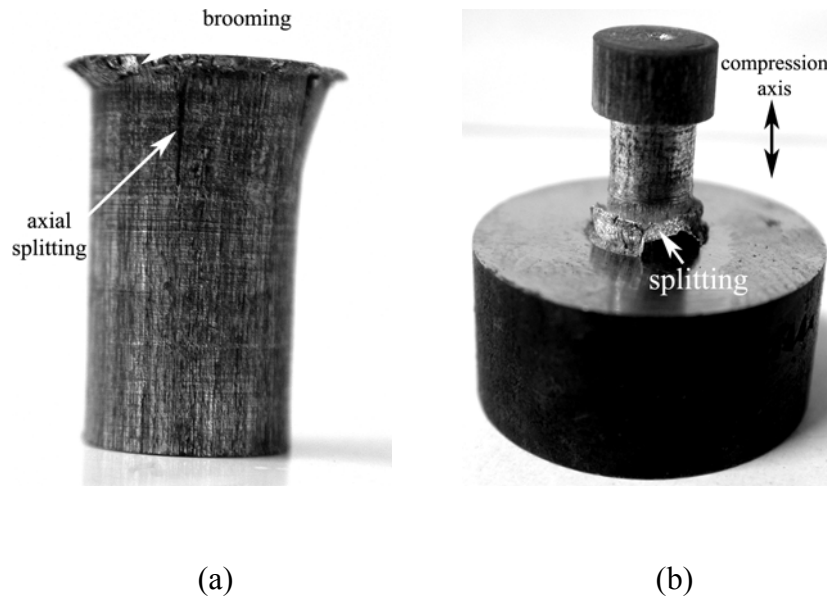 brooming
axial
splitting
compression
axis
splitting
(a)
(b)